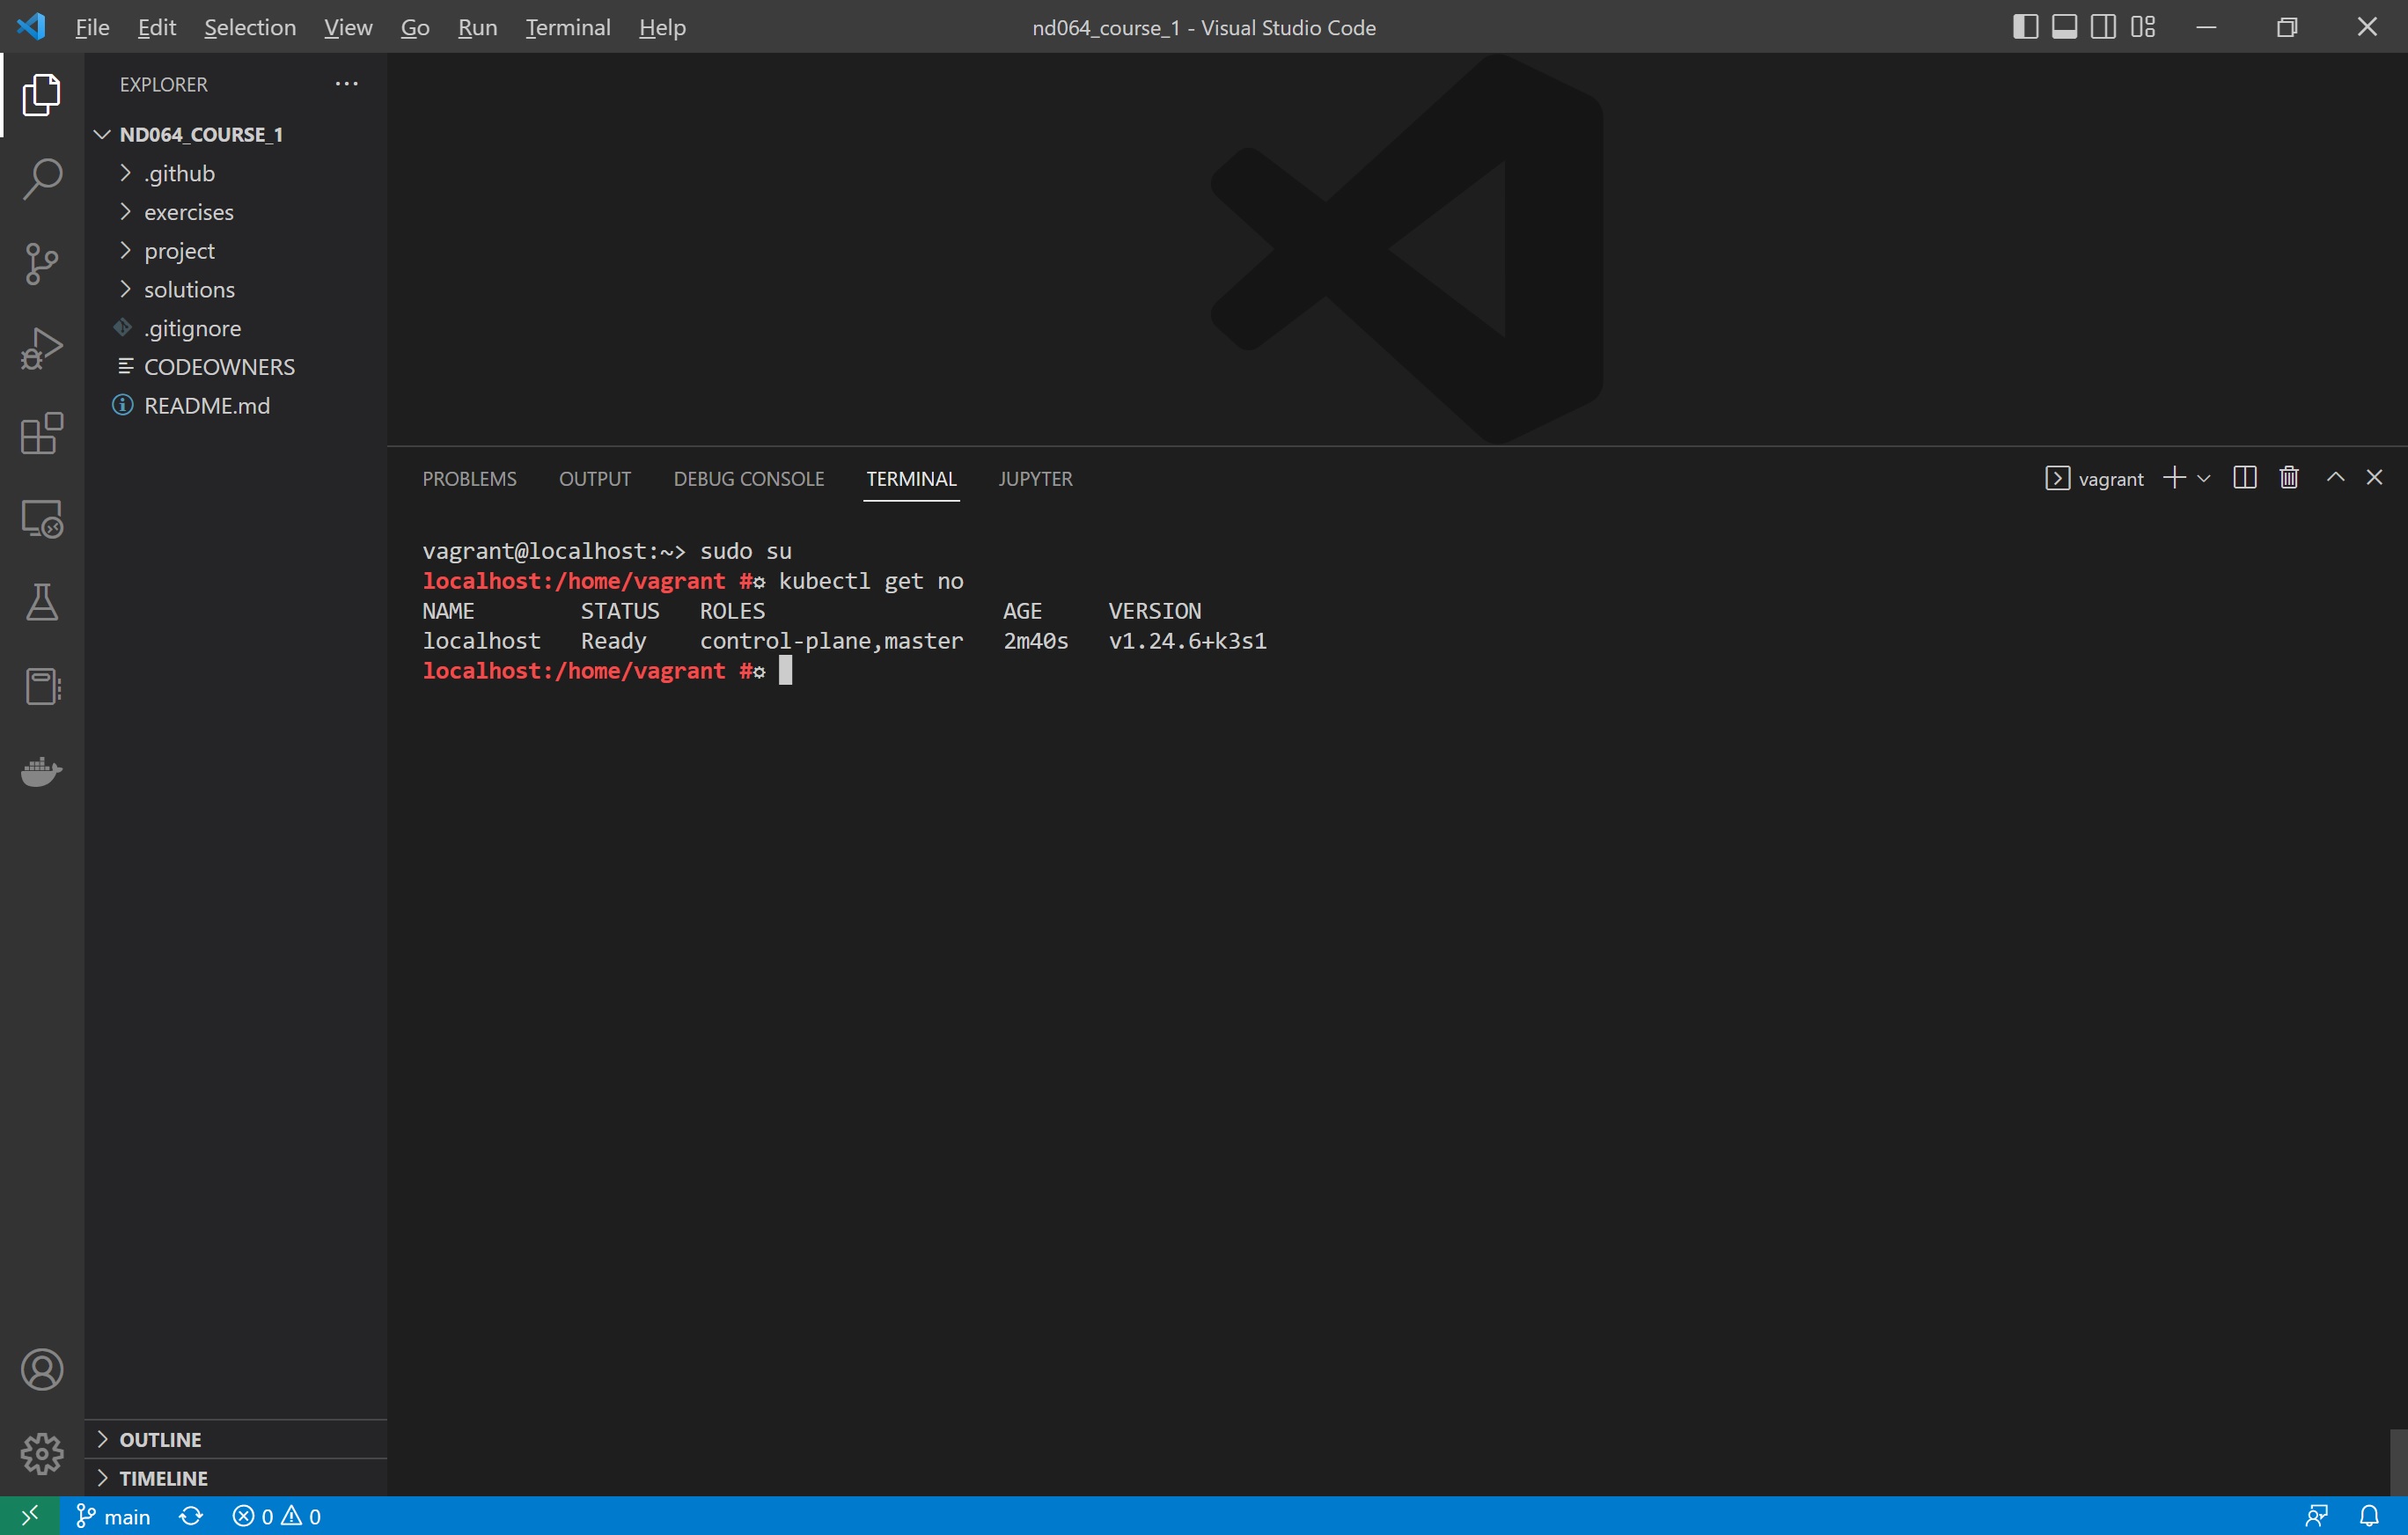 File Edit Selection View Go Run Terminal Help
nd064_course_1 - Visual Studio Code
EXPLORER
ND064_COURSE_1
.github
exercises
project
solutions
.gitignore
CODEOWNERS
README.md
OUTLINE
TIMELINE
PROBLEMS OUTPUT DEBUG CONSOLE TERMINAL JUPYTER
vagrant
vagrant@localhost:~> sudo su
localhost:/home/vagrant #¤ kubectl get no
NAME STATUS ROLES AGE VERSION
localhost Ready control-plane,master 2m40s v1.24.6+k3s1
localhost:/home/vagrant #¤
main 0 0